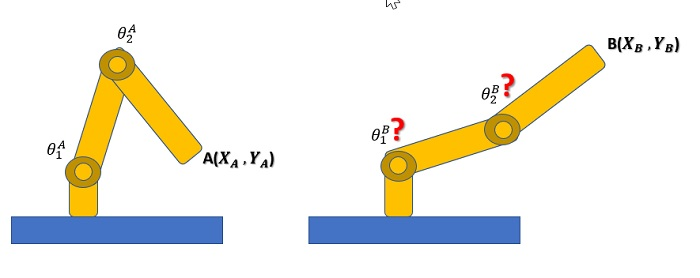 θ₂ᴬ
θ₁ᴬ
A(X_A , Y_A)
B(X_B , Y_B)
θ₂ᴮ?
θ₁ᴮ?